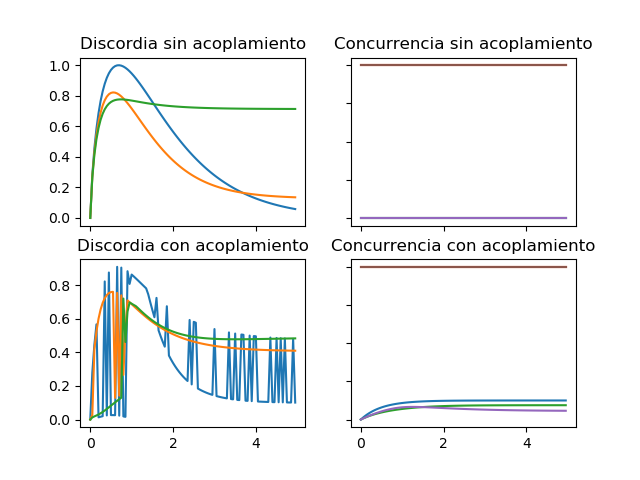 Discordia sin acoplamiento
Concurrencia sin acoplamiento
1.0
0.8
0.6
0.4
0.2
0.0
Discordia con acoplamiento
Concurrencia con acoplamiento
0.8
0.6
0.4
0.2
0.0
0 2 4
0 2 4